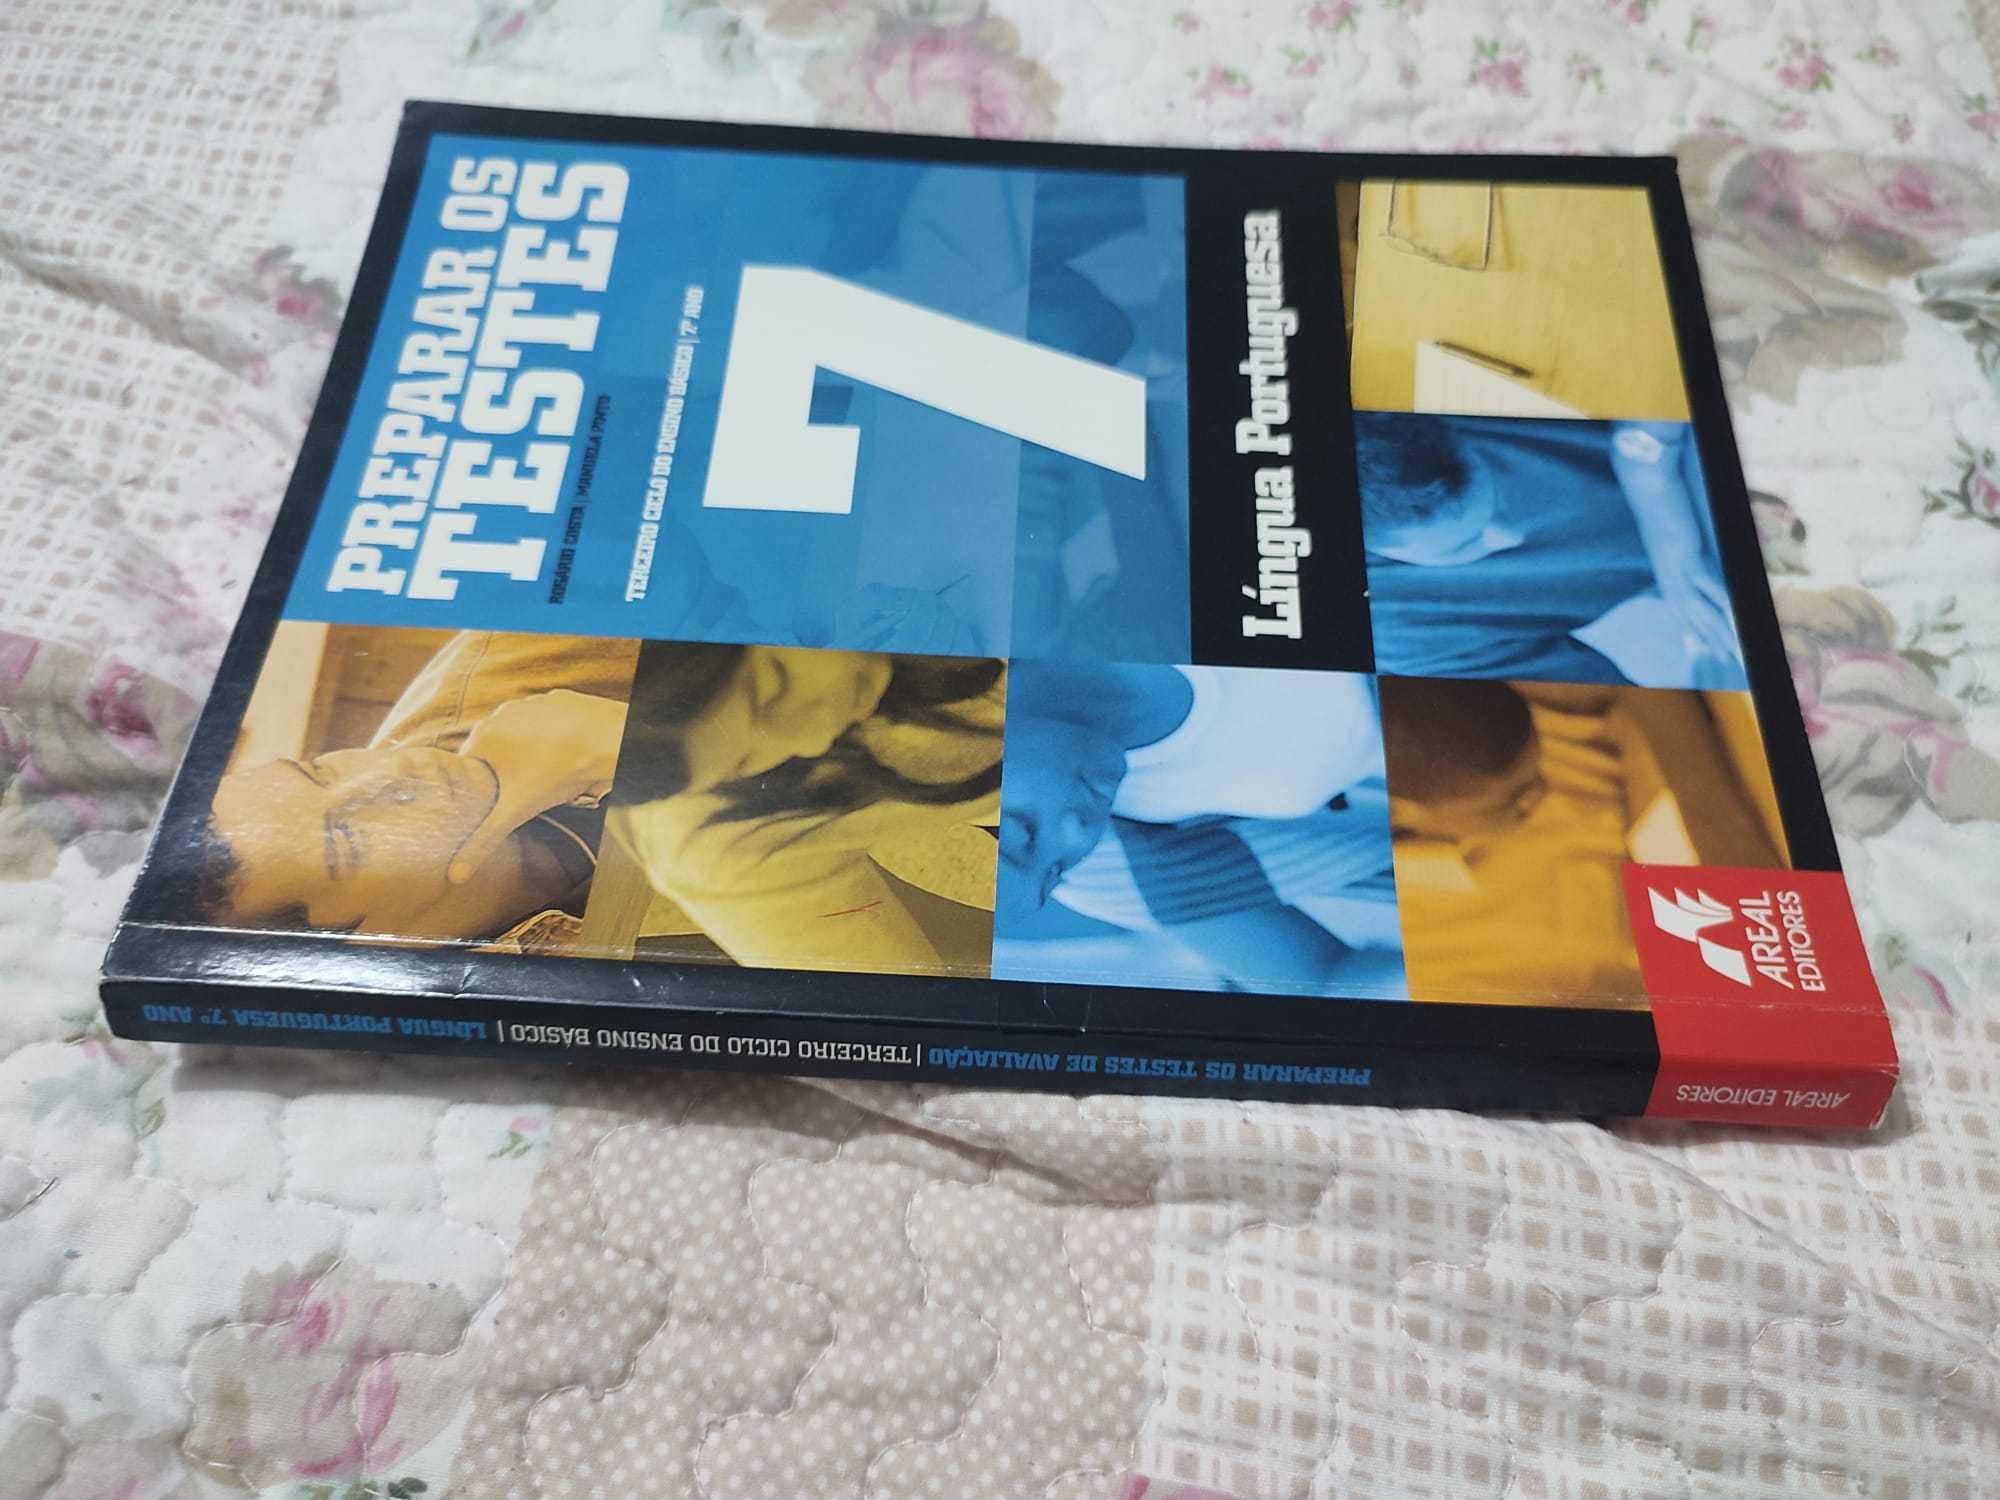 PREPARAR OS
TESTES
ROSÁRIO COSTA | MANUELA PINTO
TERCEIRO CICLO DO ENSINO BÁSICO | 7º ANO
7
Língua Portuguesa
AREAL
EDITORES
PREPARAR OS TESTES DE AVALIAÇÃO | TERCEIRO CICLO DO ENSINO BÁSICO | LÍNGUA PORTUGUESA 7º ANO
AREAL EDITORES